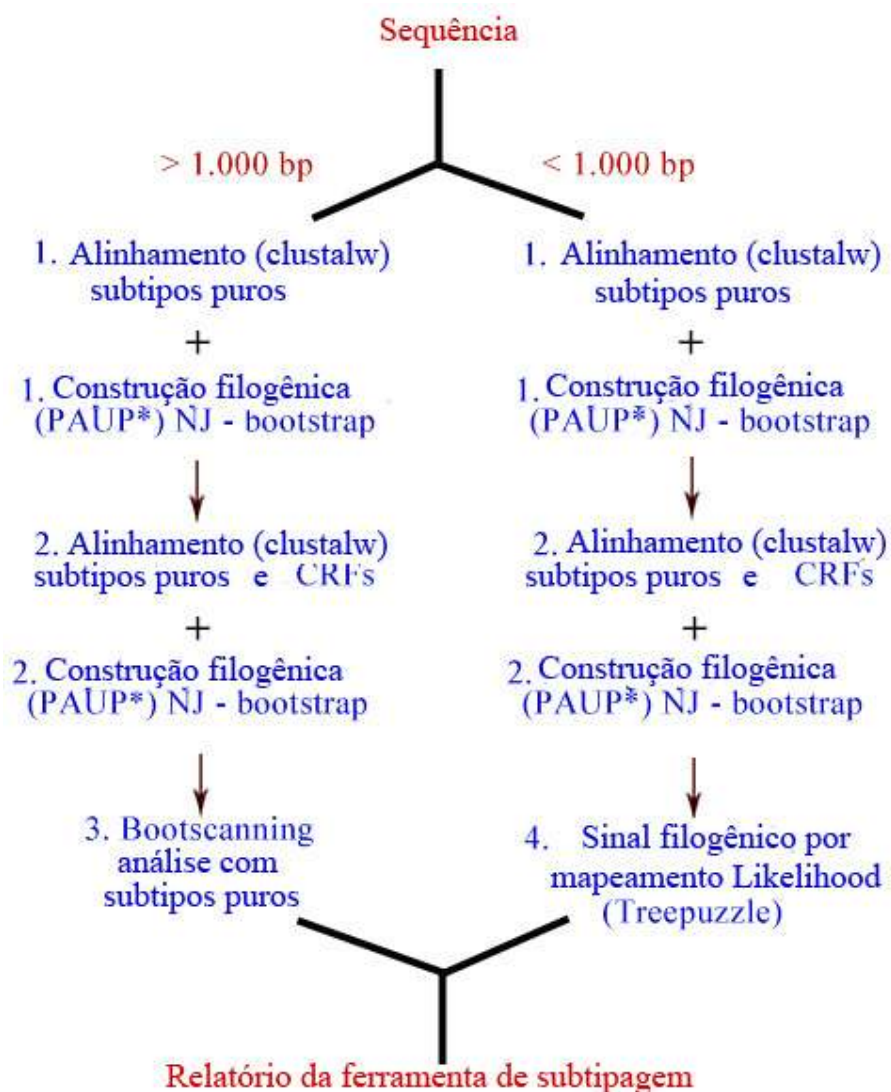 Sequência
> 1.000 bp
< 1.000 bp
1. Alinhamento (clustalw)
subtipos puros
+
1. Construção filogênica
(PAUP*) NJ - bootstrap
2. Alinhamento (clustalw)
subtipos puros e CRFs
+
2. Construção filogênica
(PAUP*) NJ - bootstrap
3. Bootscanning
análise com
subtipos puros
1. Alinhamento (clustalw)
subtipos puros
+
1. Construção filogênica
(PAUP*) NJ - bootstrap
2. Alinhamento (clustalw)
subtipos puros e CRFs
+
2. Construção filogênica
(PAUP*) NJ - bootstrap
4. Sinal filogênico por
mapeamento Likelihood
(Treepuzzle)
Relatório da ferramenta de subtipagem